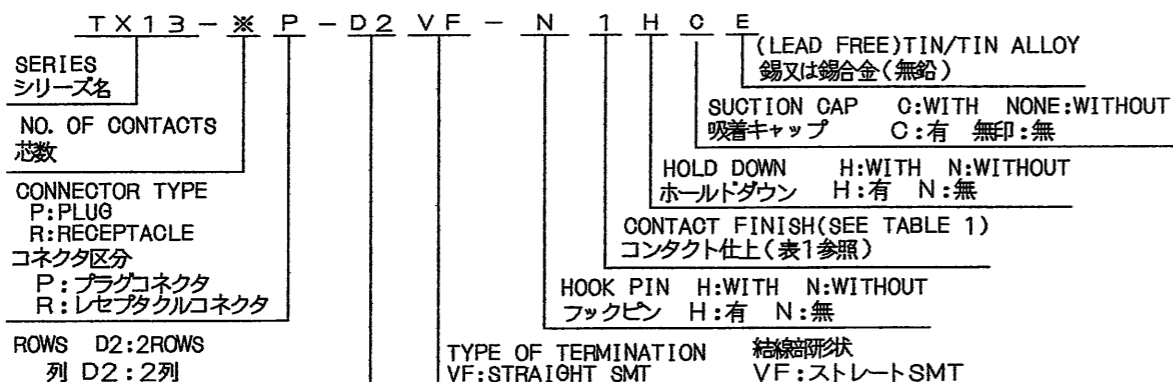 TX13-※P-D2VF-N1HCE
(LEAD FREE)TIN/TIN ALLOY
錫又は錫合金(無鉛)
SERIES
シリーズ名
SUCTION CAP C:WITH NONE:WITHOUT
吸着キャップ C:有 無印:無
NO. OF CONTACTS
芯数
HOLD DOWN H:WITH N:WITHOUT
ホールドダウン H:有 N:無
CONNECTOR TYPE
P:PLUG
R:RECEPTACLE
コネクタ区分
P:プラグコネクタ
R:レセプタクルコネクタ
CONTACT FINISH(SEE TABLE 1)
コンタクト仕上(表1参照)
HOOK PIN H:WITH N:WITHOUT
フックピン H:有 N:無
ROWS D2:2ROWS
列 D2:2列
TYPE OF TERMINATION 結線部形状
VF:STRAIGHT SMT VF:ストレートSMT